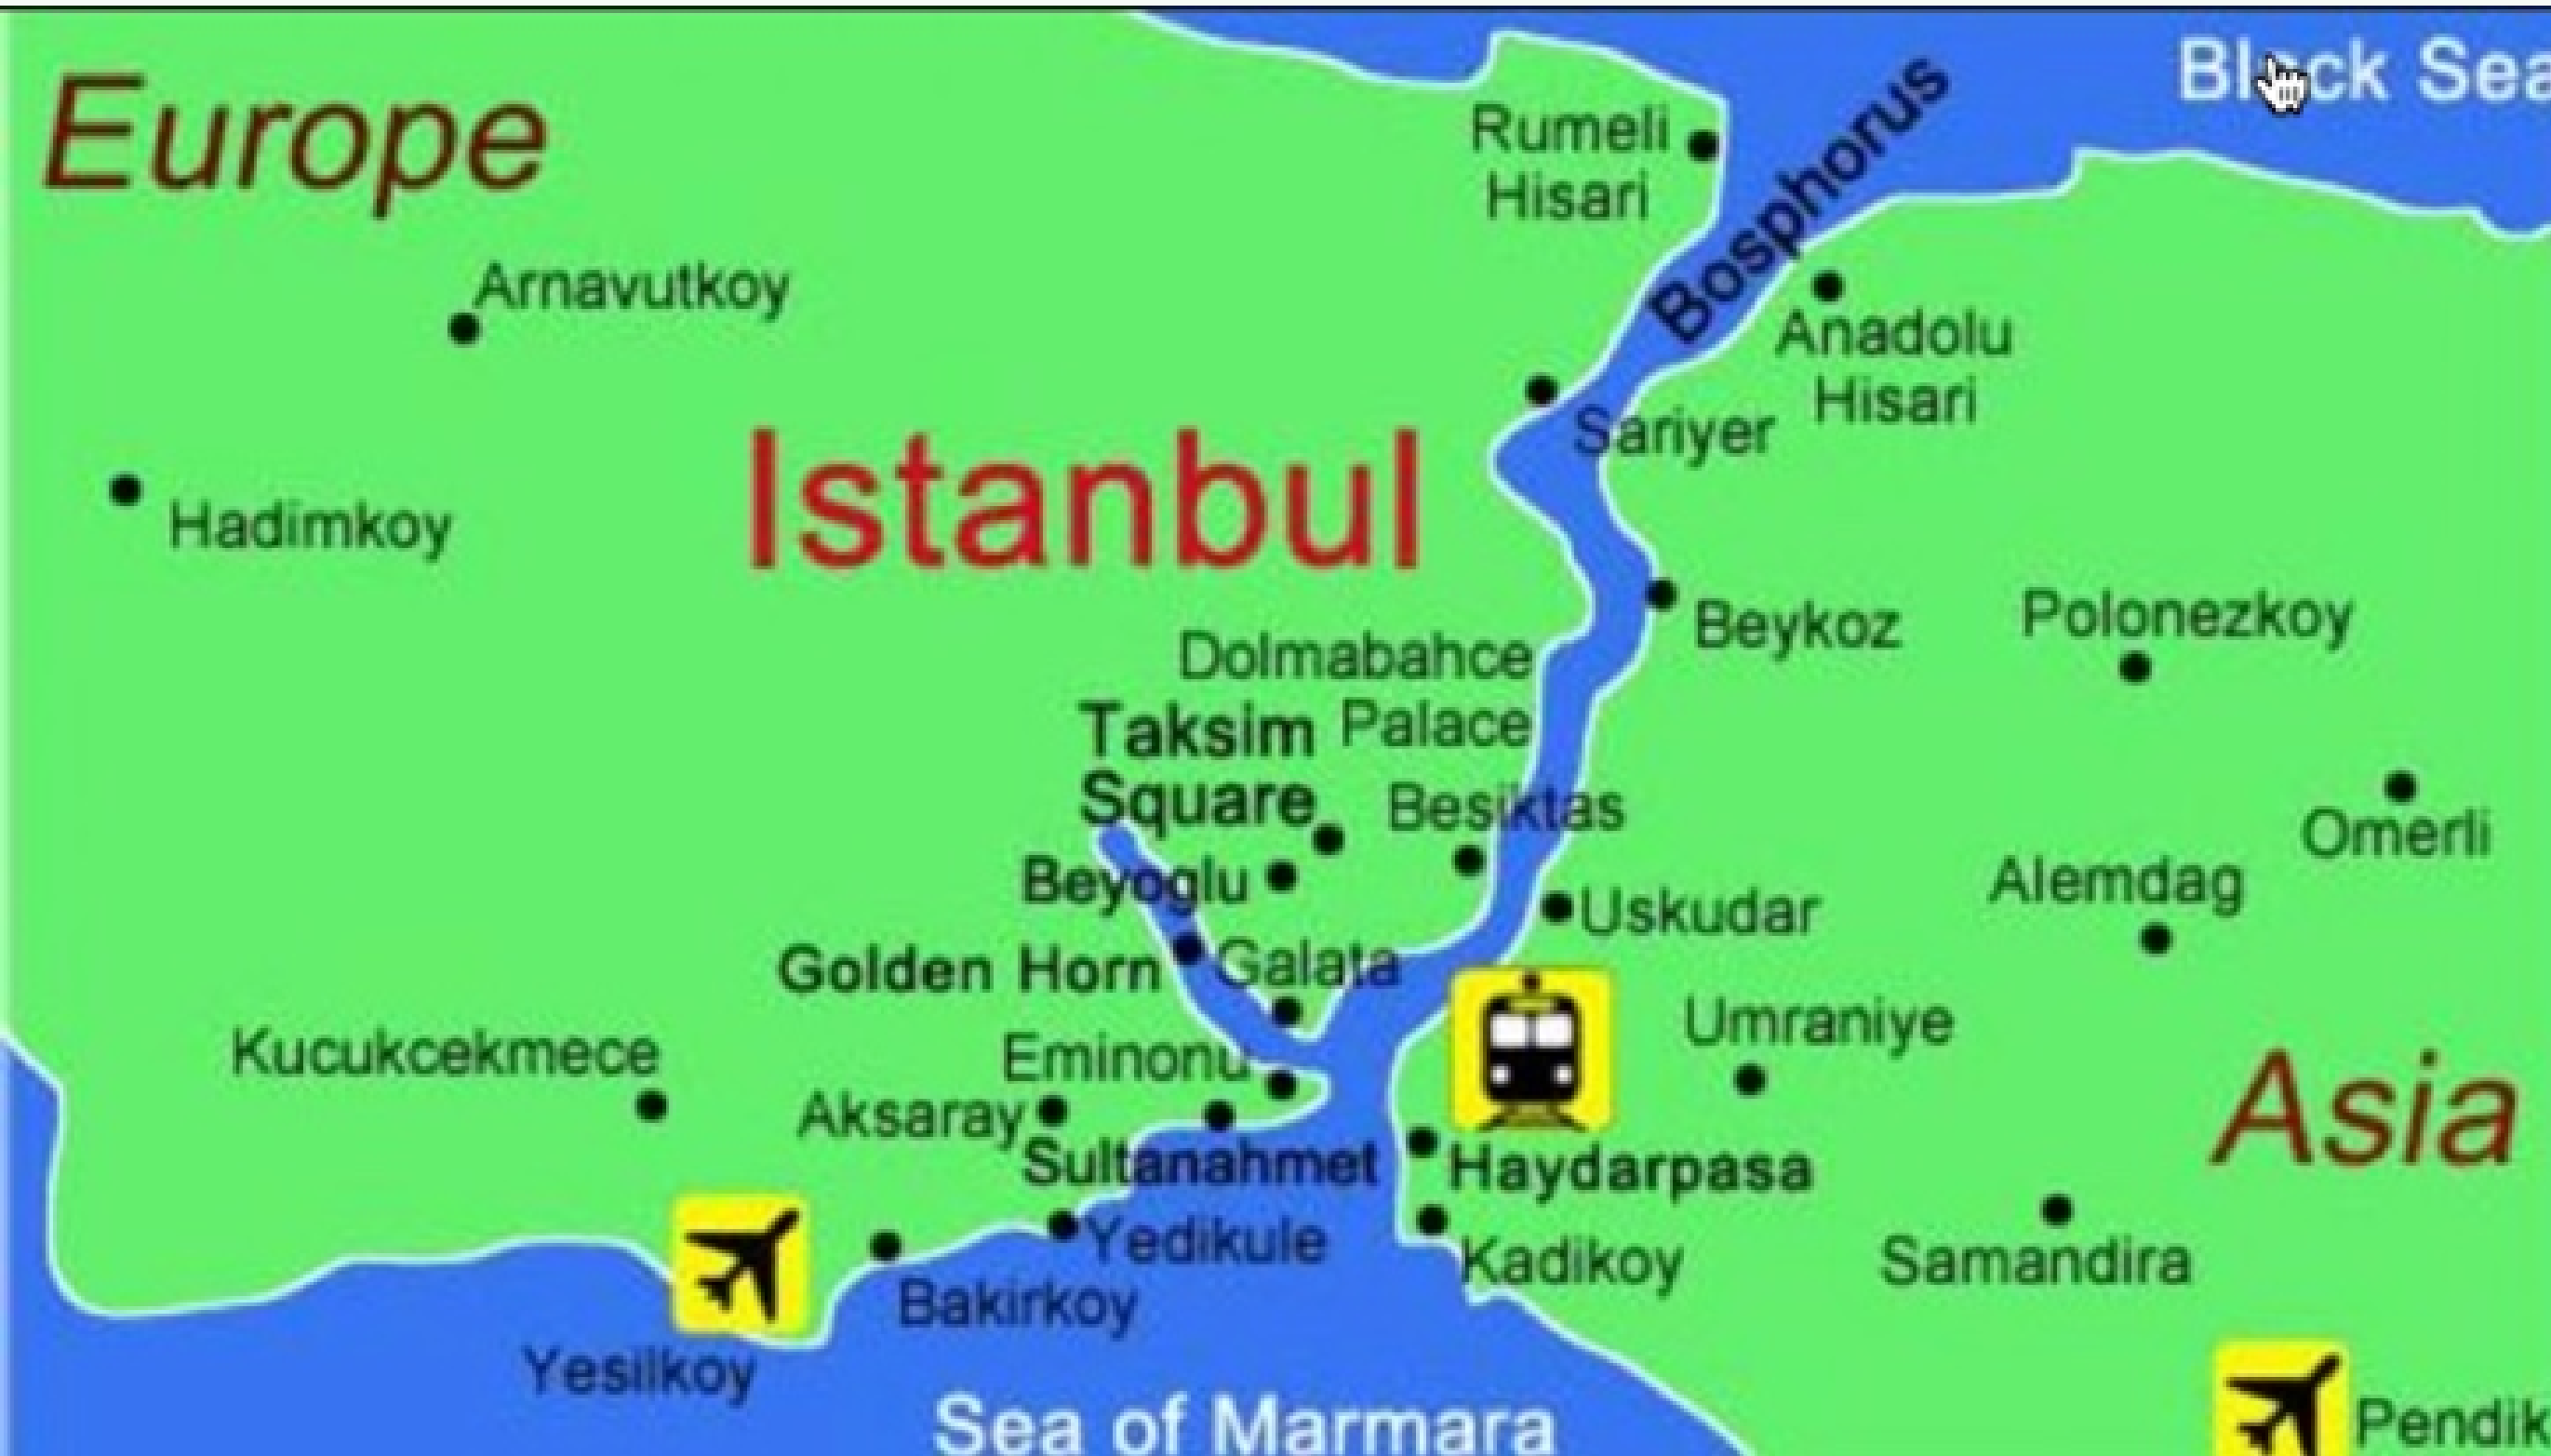 Black Sea
Europe
Rumeli
Hisari
Bosphorus
Arnavutkoy
Anadolu
Hisari
Sariyer
Istanbul
Hadimkoy
Beykoz
Polonezkoy
Dolmabahce
Palace
Taksim
Square
Besiktas
Omerli
Beyoglu
Alemdag
Uskudar
Golden Horn
Galata
Umraniye
Kucukcekmece
Eminonu
Aksaray
Asia
Sultanahmet
Haydarpasa
Yedikule
Kadikoy
Samandira
Bakirkoy
Yesilkoy
Sea of Marmara
Pendik